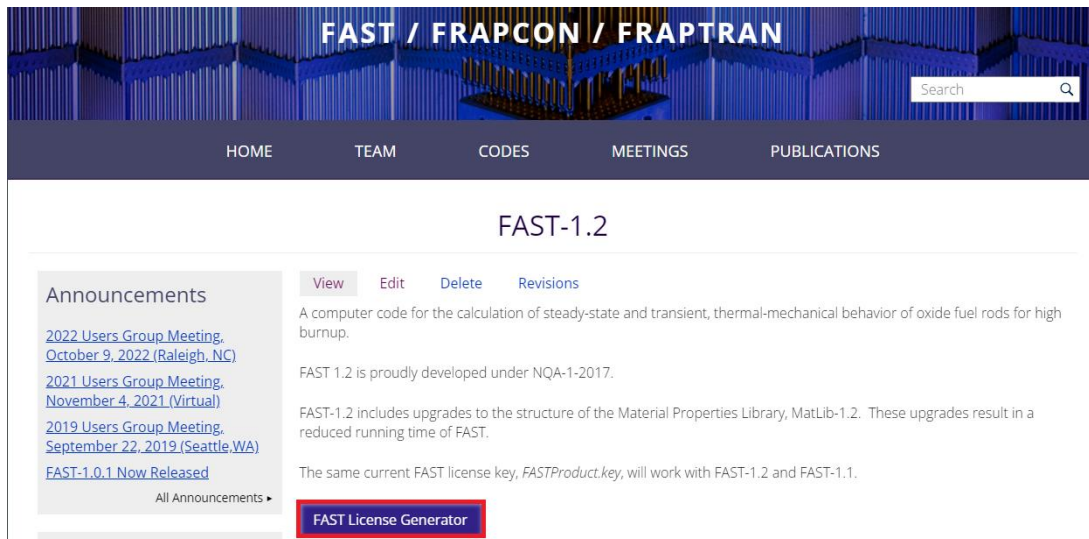 FAST / FRAPCON / FRAPTRAN
Search
HOME TEAM CODES MEETINGS PUBLICATIONS
FAST-1.2
Announcements
2022 Users Group Meeting,
October 9, 2022 (Raleigh, NC)
2021 Users Group Meeting,
November 4, 2021 (Virtual)
2019 Users Group Meeting,
September 22, 2019 (Seattle,WA)
FAST-1.0.1 Now Released
All Announcements ▸
View Edit Delete Revisions
A computer code for the calculation of steady-state and transient, thermal-mechanical behavior of oxide fuel rods for high
burnup.
FAST 1.2 is proudly developed under NQA-1-2017.
FAST-1.2 includes upgrades to the structure of the Material Properties Library, MatLib-1.2. These upgrades result in a
reduced running time of FAST.
The same current FAST license key, FASTProduct.key, will work with FAST-1.2 and FAST-1.1.
FAST License Generator